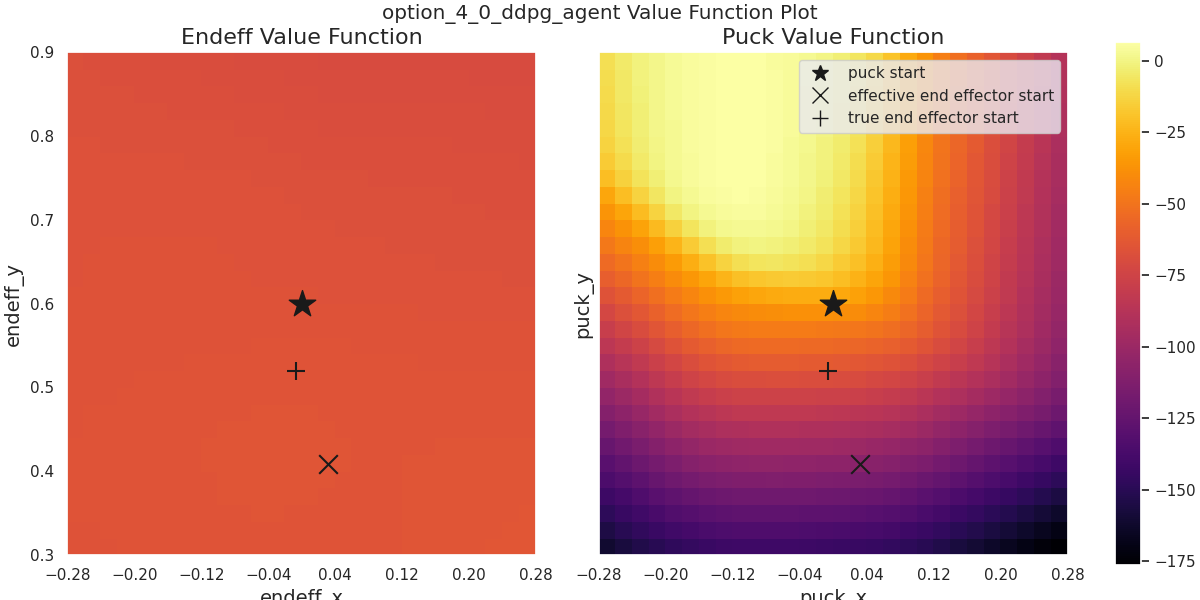 option_4_0_ddpg_agent Value Function Plot
Endeff Value Function
0.9
0.8
0.7
0.6
0.5
0.4
0.3
endeff_y
−0.28 −0.20 −0.12 −0.04 0.04 0.12 0.20 0.28
endeff_x
Puck Value Function
puck start
effective end effector start
true end effector start
puck_y
−0.28 −0.20 −0.12 −0.04 0.04 0.12 0.20 0.28
puck_x
0
−25
−50
−75
−100
−125
−150
−175